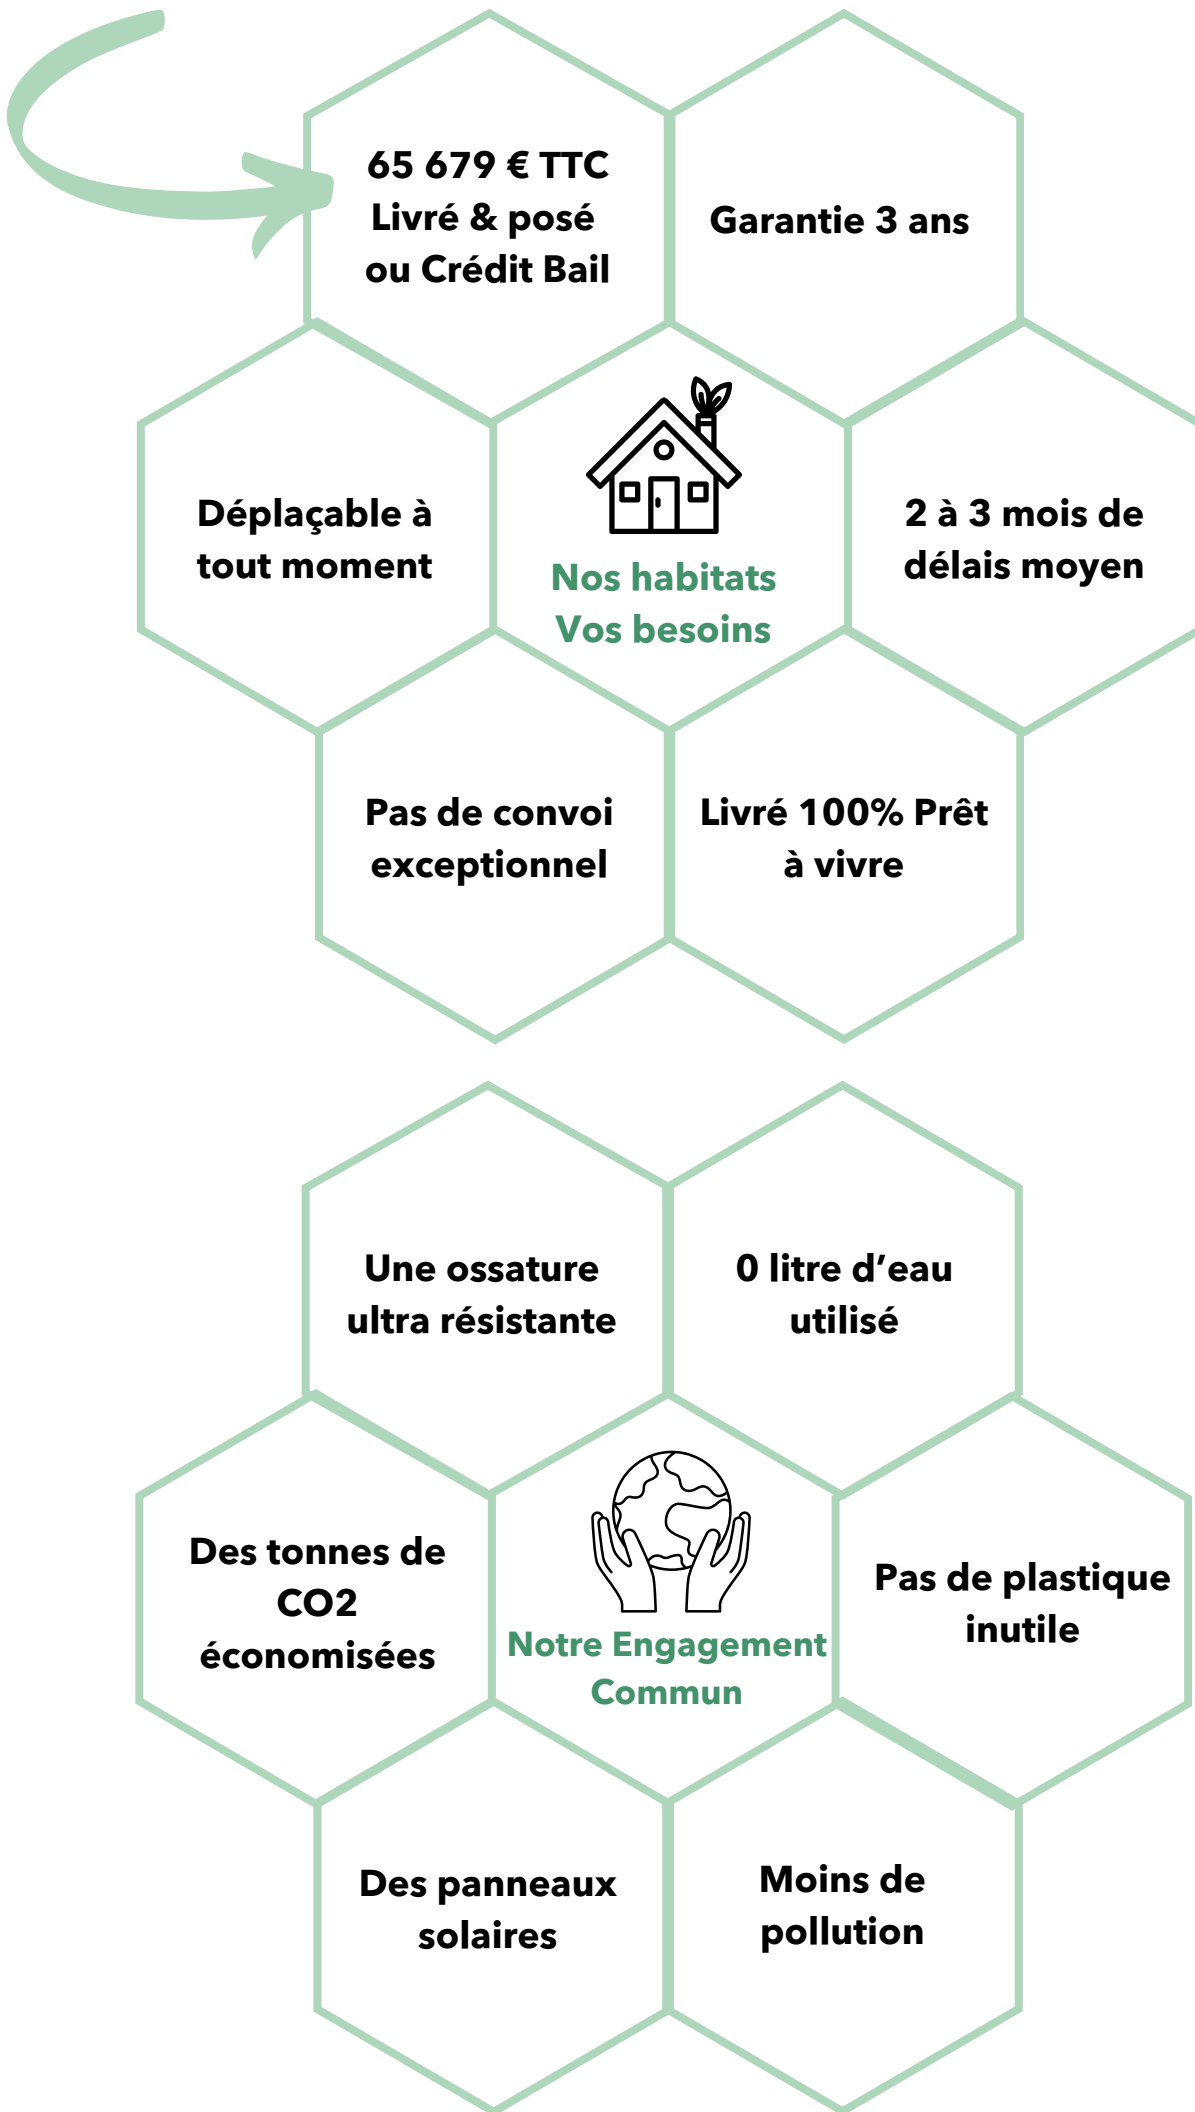 65 679 € TTC
Livré & posé
ou Crédit Bail
Garantie 3 ans
Déplaçable à
tout moment
Nos habitats
Vos besoins
2 à 3 mois de
délais moyen
Pas de convoi
exceptionnel
Livré 100% Prêt
à vivre
Une ossature
ultra résistante
0 litre d’eau
utilisé
Des tonnes de
CO2
économisées
Notre Engagement
Commun
Pas de plastique
inutile
Des panneaux
solaires
Moins de
pollution